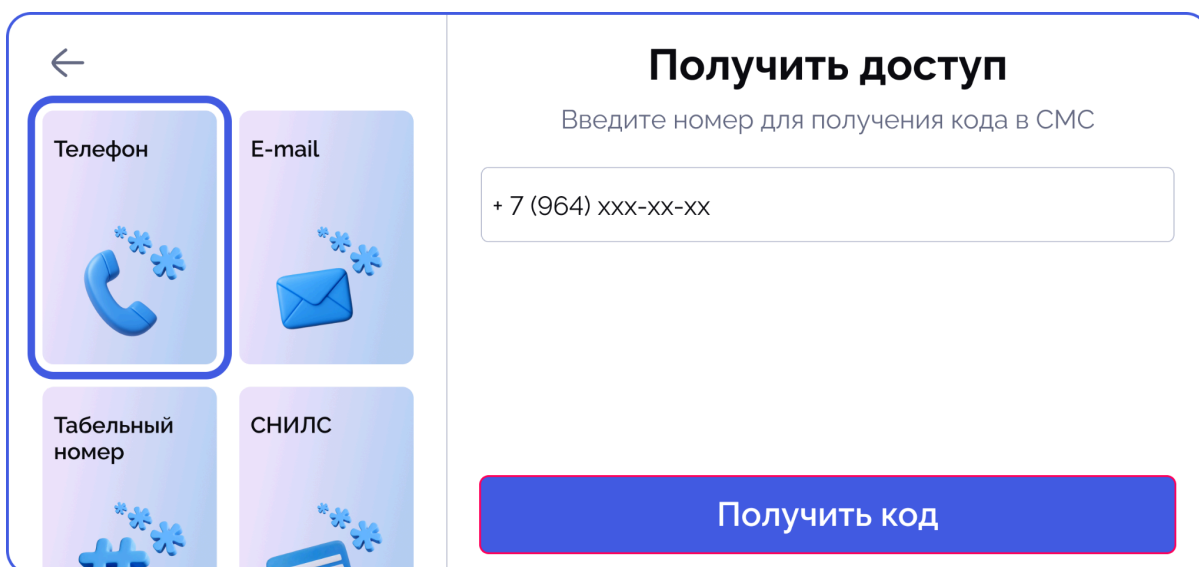 Телефон
E-mail
Табельный
номер
СНИЛС
Получить доступ
Введите номер для получения кода в СМС
+ 7 (964) xxx-xx-xx
Получить код